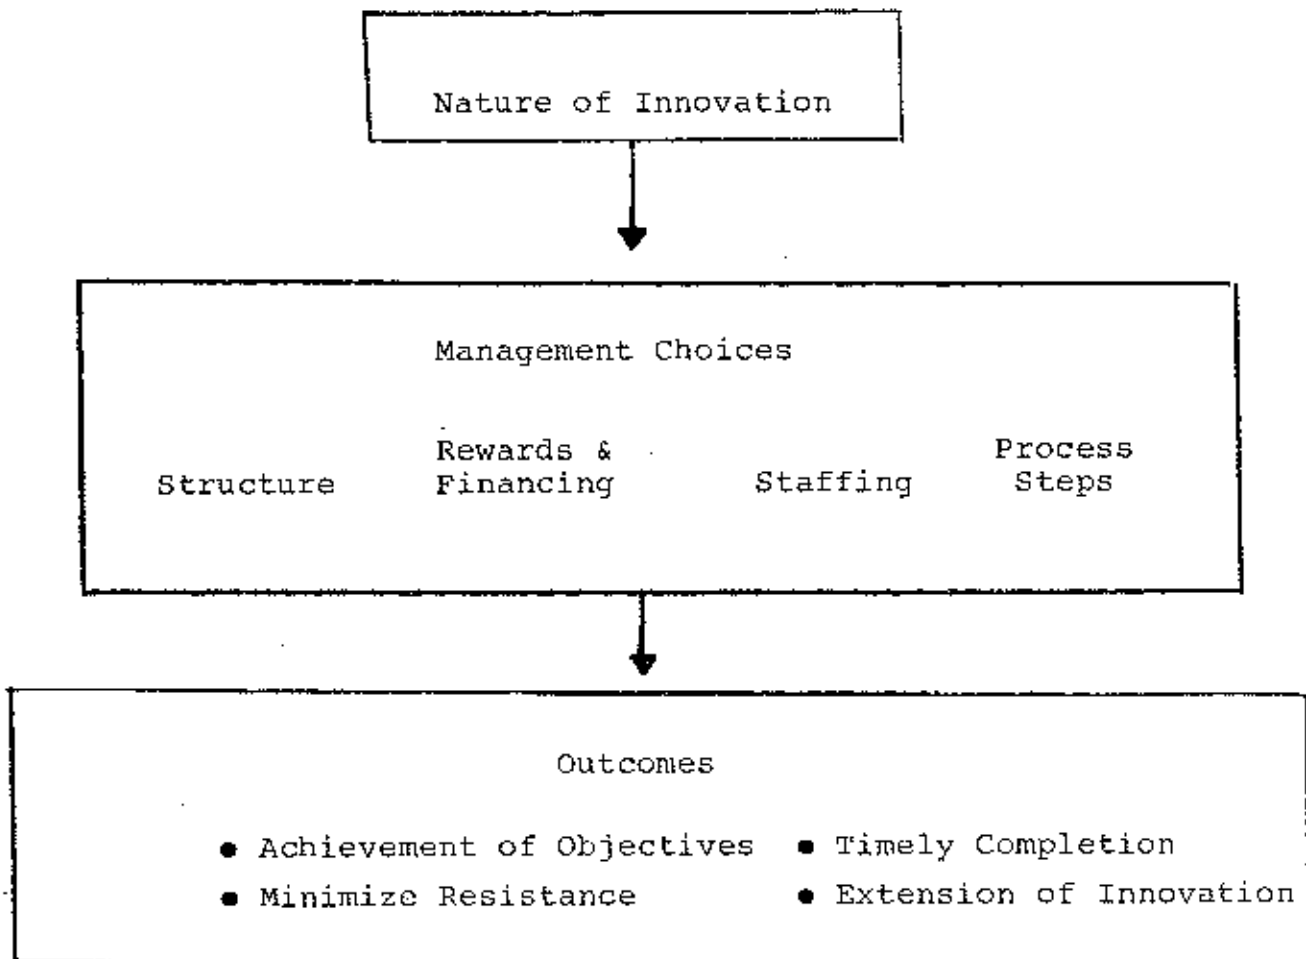 Nature of Innovation
Management Choices
Structure
Rewards &
Financing
Staffing
Process
Steps
Outcomes
● Achievement of Objectives ● Timely Completion
● Minimize Resistance ● Extension of Innovation